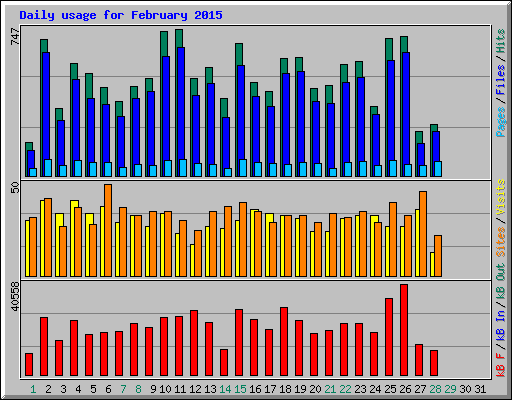 Daily usage for February 2015
747
Pages / Files / Hits
50
Sites / Visits
40558
kB F / kB In / kB Out
1 2 3 4 5 6 7 8 9 10 11 12 13 14 15 16 17 18 19 20 21 22 23 24 25 26 27 28 29 30 31